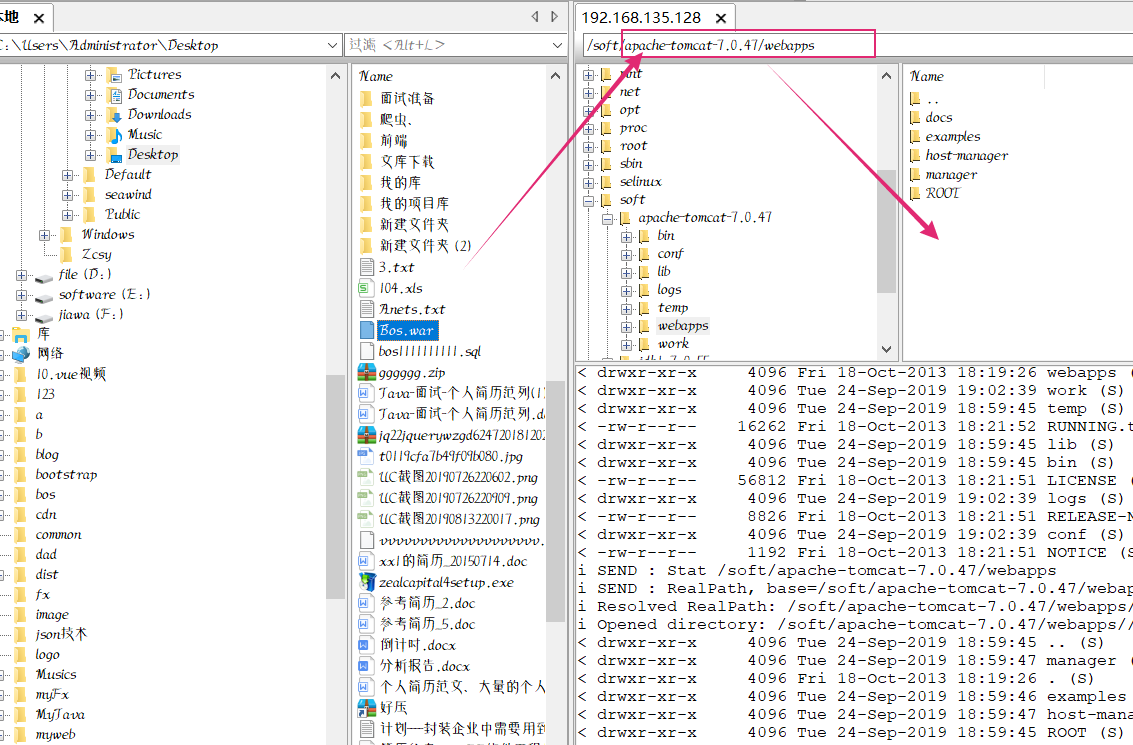 本地
C:\Users\Administrator\Desktop
过滤 <Alt+L>
Pictures
Documents
Downloads
Music
Desktop
Default
seawind
Public
Windows
Zcsy
file (D:)
software (E:)
jiawa (F:)
库
网络
10.vue视频
123
a
b
blog
bootstrap
bos
cdn
common
dad
dist
fx
image
json技术
logo
Musics
myFx
MyJava
myweb
Name
面试准备
爬虫、
前端
文库下载
我的库
我的项目库
新建文件夹
新建文件夹 (2)
3.txt
104.xls
Anets.txt
Bos.war
bos1111111111.sql
gggggg.zip
Java-面试-个人简历范列(1)
Java-面试-个人简历范列.d
jq22jquerywzgd62472018120
t0119cfa7b49f09b080.jpg
UC截图20190726220602.png
UC截图20190726220909.png
UC截图20190813220017.png
xxl的简历_20150714.doc
zealcapital4setup.exe
参考简历_2.doc
参考简历_5.doc
倒计时.docx
分析报告.docx
个人简历范文、大量的个人
好压
计划----封装企业中需要用到
192.168.135.128
/soft/apache-tomcat-7.0.47/webapps
mnt
net
opt
proc
root
sbin
selinux
soft
apache-tomcat-7.0.47
bin
conf
lib
logs
temp
webapps
work
Name
..
docs
examples
host-manager
manager
ROOT
< drwxr-xr-x 4096 Fri 18-Oct-2013 18:19:26 webapps (
< drwxr-xr-x 4096 Tue 24-Sep-2019 19:02:39 work (S)
< drwxr-xr-x 4096 Tue 24-Sep-2019 18:59:45 temp (S)
< -rw-r--r-- 16262 Fri 18-Oct-2013 18:21:52 RUNNING.t
< drwxr-xr-x 4096 Tue 24-Sep-2019 18:59:45 lib (S)
< drwxr-xr-x 4096 Tue 24-Sep-2019 18:59:45 bin (S)
< -rw-r--r-- 56812 Fri 18-Oct-2013 18:21:51 LICENSE (
< drwxr-xr-x 4096 Tue 24-Sep-2019 19:02:39 logs (S)
< -rw-r--r-- 8826 Fri 18-Oct-2013 18:21:51 RELEASE-N
< drwxr-xr-x 4096 Tue 24-Sep-2019 19:02:39 conf (S)
< -rw-r--r-- 1192 Fri 18-Oct-2013 18:21:51 NOTICE (S
i SEND : Stat /soft/apache-tomcat-7.0.47/webapps
i SEND : RealPath, base=/soft/apache-tomcat-7.0.47/webap
i Resolved RealPath: /soft/apache-tomcat-7.0.47/webapps/
i Opened directory: /soft/apache-tomcat-7.0.47/webapps//
< drwxr-xr-x 4096 Tue 24-Sep-2019 18:59:45 .. (S)
< drwxr-xr-x 4096 Tue 24-Sep-2019 18:59:47 manager (
< drwxr-xr-x 4096 Fri 18-Oct-2013 18:19:26 . (S)
< drwxr-xr-x 4096 Tue 24-Sep-2019 18:59:46 examples
< drwxr-xr-x 4096 Tue 24-Sep-2019 18:59:47 host-mana
< drwxr-xr-x 4096 Tue 24-Sep-2019 18:59:45 ROOT (S)